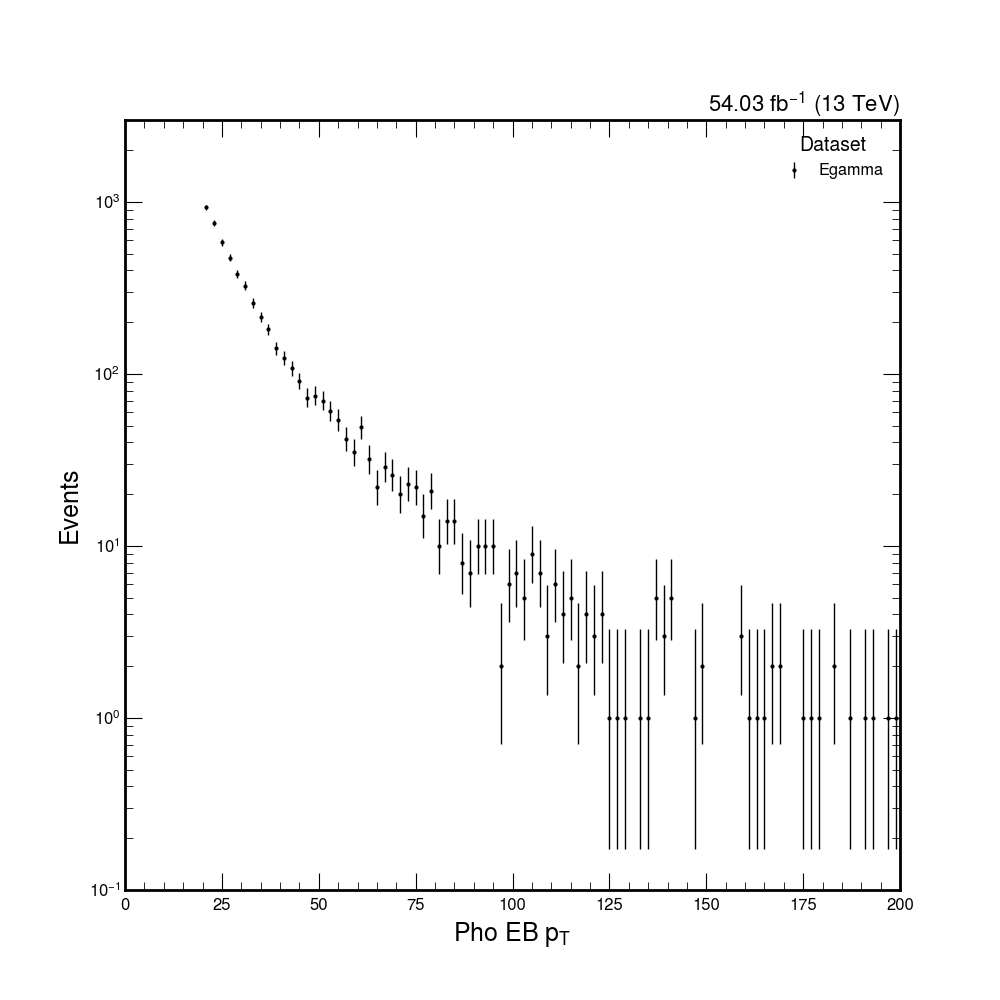 54.03 fb⁻¹ (13 TeV)
Dataset
Egamma
10³
10²
10¹
10⁰
10⁻¹
Events
0 25 50 75 100 125 150 175 200
Pho EB p_T